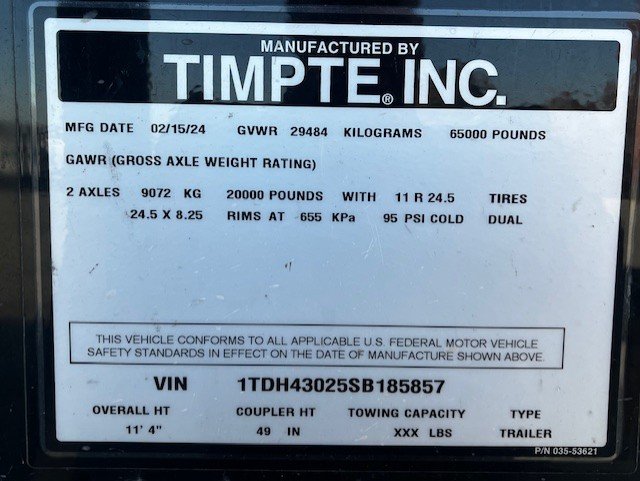 MANUFACTURED BY
TIMPTE® INC.
MFG DATE 02/15/24 GVWR 29484 KILOGRAMS 65000 POUNDS
GAWR (GROSS AXLE WEIGHT RATING)
2 AXLES 9072 KG 20000 POUNDS WITH 11 R 24.5 TIRES
24.5 X 8.25 RIMS AT 655 KPa 95 PSI COLD DUAL
THIS VEHICLE CONFORMS TO ALL APPLICABLE U.S. FEDERAL MOTOR VEHICLE
SAFETY STANDARDS IN EFFECT ON THE DATE OF MANUFACTURE SHOWN ABOVE.
VIN 1TDH43025SB185857
OVERALL HT COUPLER HT TOWING CAPACITY TYPE
11' 4" 49 IN XXX LBS TRAILER
P/N 035-53621